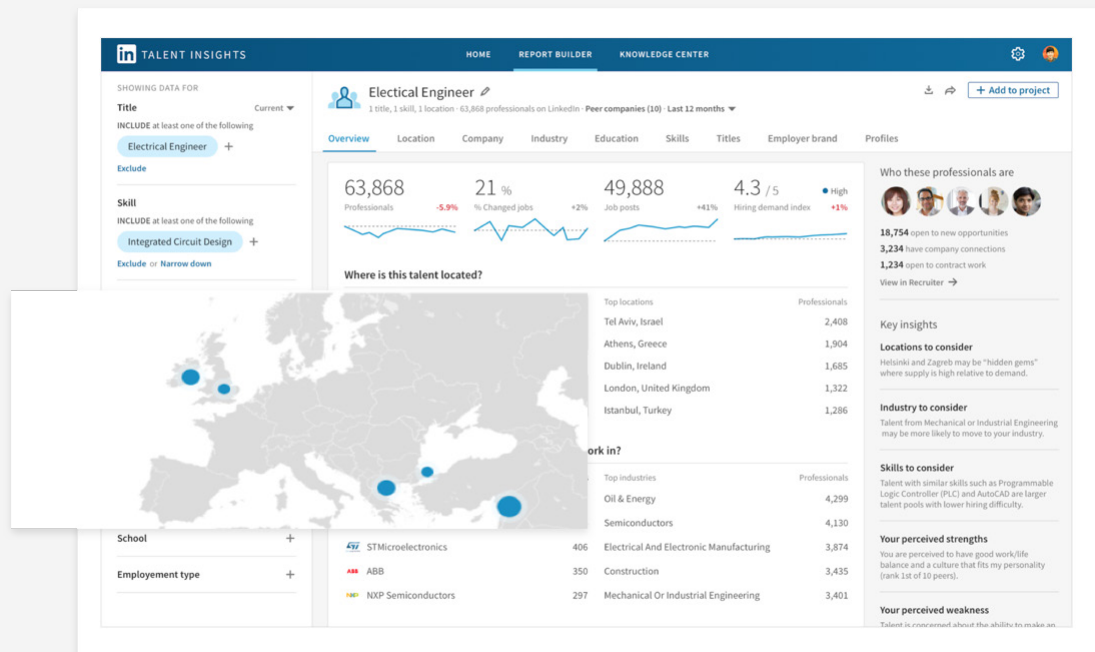 in TALENT INSIGHTS
HOME
REPORT BUILDER
KNOWLEDGE CENTER
SHOWING DATA FOR
Title
Current
INCLUDE at least one of the following
Electrical Engineer +
Exclude
Skill
INCLUDE at least one of the following
Integrated Circuit Design +
Exclude or Narrow down
School +
Employement type +
Electical Engineer
1 title, 1 skill, 1 location · 63,868 professionals on LinkedIn · Peer companies (10) · Last 12 months
+ Add to project
Overview
Location
Company
Industry
Education
Skills
Titles
Employer brand
Profiles
63,868
Professionals -5.9%
21 %
% Changed jobs +2%
49,888
Job posts +41%
4.3 / 5 High
Hiring demand index +1%
Where is this talent located?
Top locations Professionals
Tel Aviv, Israel 2,408
Athens, Greece 1,904
Dublin, Ireland 1,685
London, United Kingdom 1,322
Istanbul, Turkey 1,286
ork in?
STMicroelectronics 406
ABB ABB 350
NXP NXP Semiconductors 297
Top industries Professionals
Oil & Energy 4,299
Semiconductors 4,130
Electrical And Electronic Manufacturing 3,874
Construction 3,435
Mechanical Or Industrial Engineering 3,401
Who these professionals are
18,754 open to new opportunities
3,234 have company connections
1,234 open to contract work
View in Recruiter
Key insights
Locations to consider
Helsinki and Zagreb may be "hidden gems"
where supply is high relative to demand.
Industry to consider
Talent from Mechanical or Industrial Engineering
may be more likely to move to your industry.
Skills to consider
Talent with similar skills such as Programmable
Logic Controller (PLC) and AutoCAD are larger
talent pools with lower hiring difficulty.
Your perceived strengths
You are perceived to have good work/life
balance and a culture that fits my personality
(rank 1st of 10 peers).
Your perceived weakness
Talent is concerned about the ability to make an